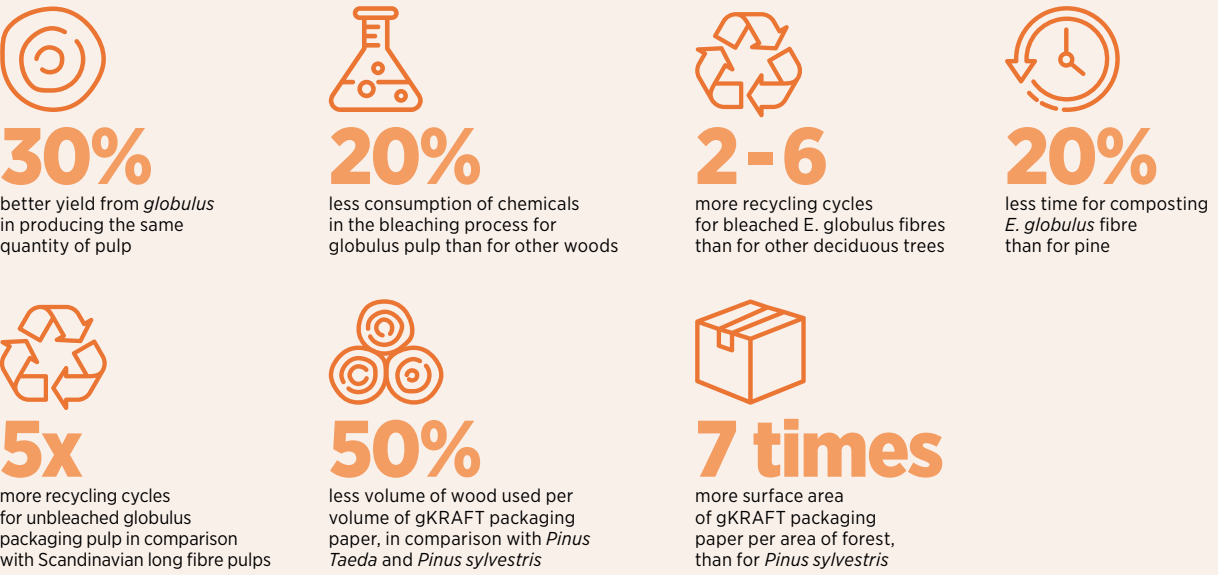 30%
better yield from globulus
in producing the same
quantity of pulp
20%
less consumption of chemicals
in the bleaching process for
globulus pulp than for other woods
2-6
more recycling cycles
for bleached E. globulus fibres
than for other deciduous trees
20%
less time for composting
E. globulus fibre
than for pine
5x
more recycling cycles
for unbleached globulus
packaging pulp in comparison
with Scandinavian long fibre pulps
50%
less volume of wood used per
volume of gKRAFT packaging
paper, in comparison with Pinus
Taeda and Pinus sylvestris
7 times
more surface area
of gKRAFT packaging
paper per area of forest,
than for Pinus sylvestris